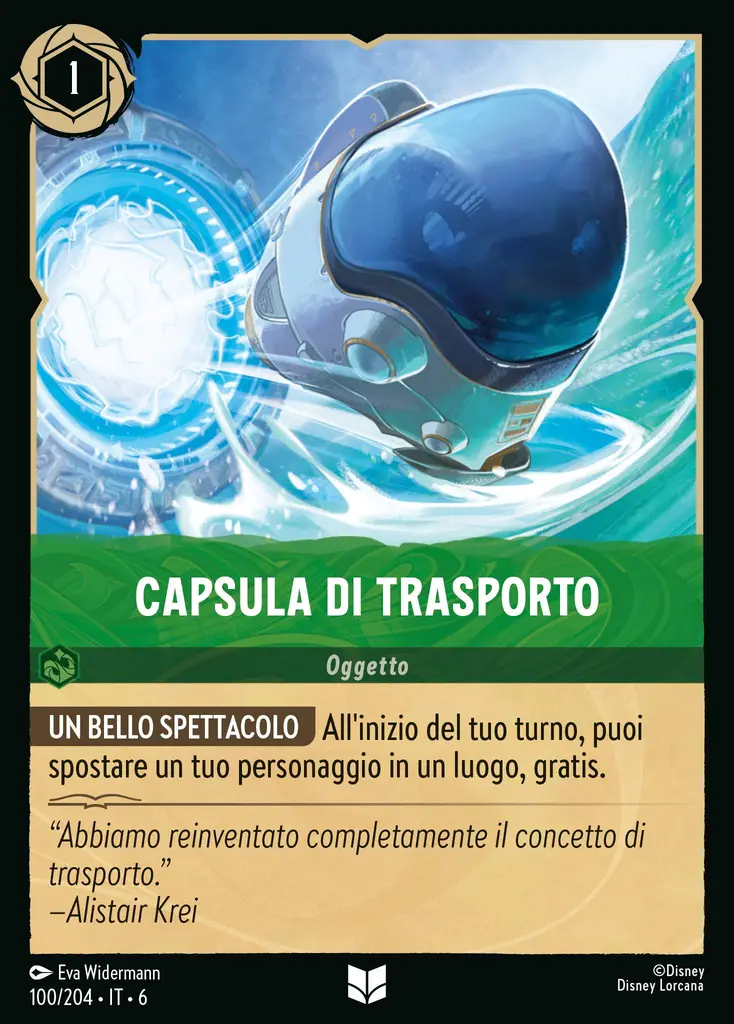 1
CAPSULA DI TRASPORTO
Oggetto
UN BELLO SPETTACOLO All'inizio del tuo turno, puoi
spostare un tuo personaggio in un luogo, gratis.
“Abbiamo reinventato completamente il concetto di
trasporto.”
—Alistair Krei
Eva Widermann
©Disney
100/204 • IT • 6
Disney Lorcana